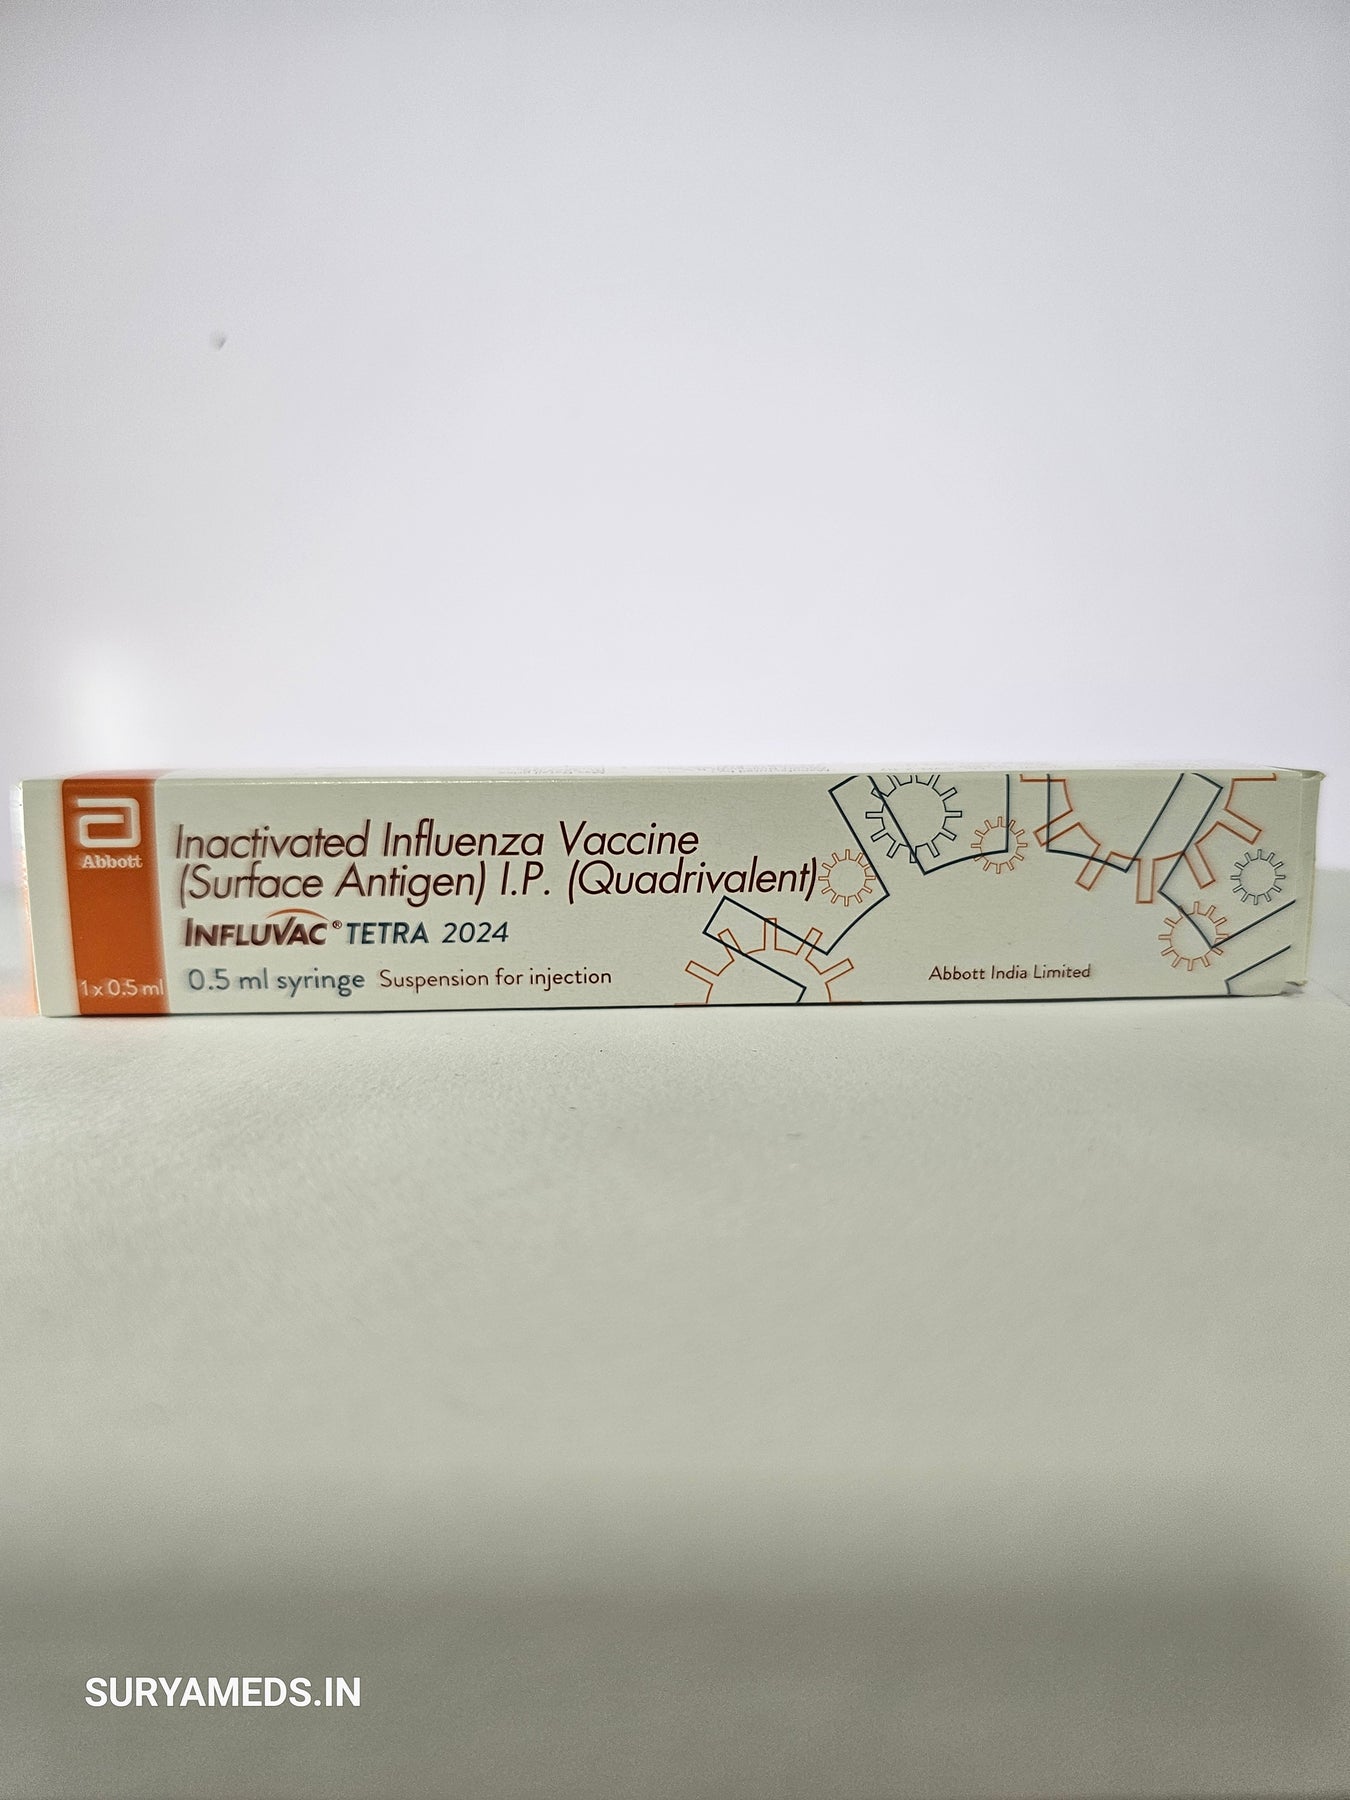 Abbott
Inactivated Influenza Vaccine
(Surface Antigen) I.P. (Quadrivalent)
INFLUVAC® TETRA 2024
1 x 0.5 ml
0.5 ml syringe Suspension for injection
Abbott India Limited
SURYAMEDS.IN